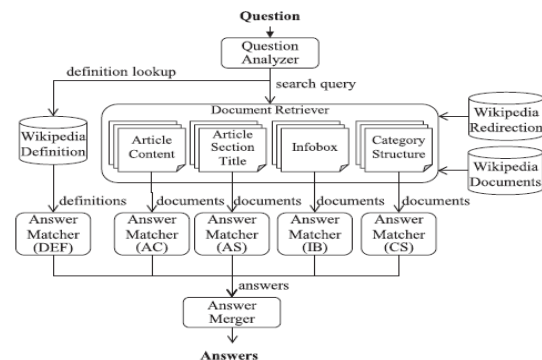 Question
Question
Analyzer
definition lookup
search query
Document Retriever
Wikipedia
Definition
Article
Content
Article
Section
Title
Infobox
Category
Structure
Wikipedia
Redirection
Wikipedia
Documents
definitions
documents
documents
documents
documents
Answer
Matcher
(DEF)
Answer
Matcher
(AC)
Answer
Matcher
(AS)
Answer
Matcher
(IB)
Answer
Matcher
(CS)
answers
Answer
Merger
Answers